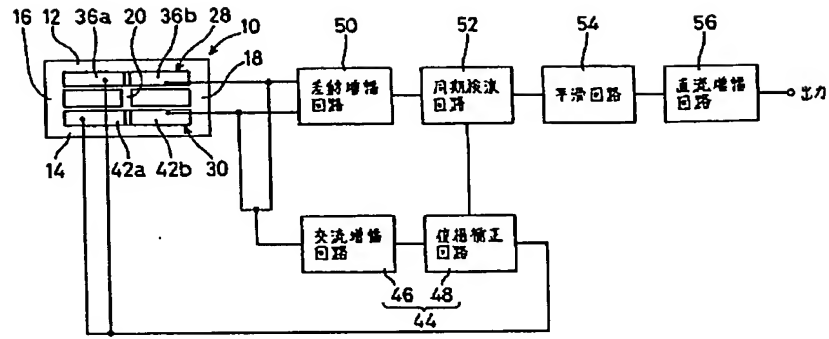 16 12 36a 20 36b 28 10 18
14 42a 42b 30
50
差動増幅
回路
52
同期検波
回路
54
平滑回路
56
直流増幅
回路
出力
交流増幅
回路
46
位相補正
回路
48
44